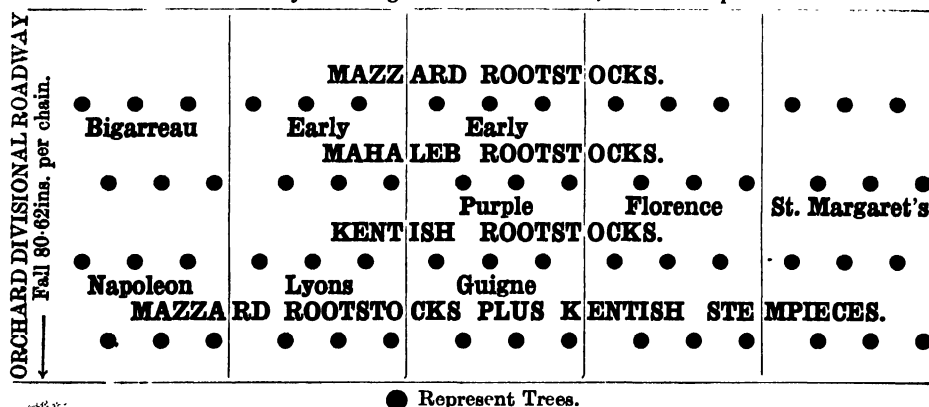 ORCHARD DIVISIONAL ROADWAY
Fall 80·62ins. per chain.
MAZZARD ROOTSTOCKS.
Bigarreau Early Early
MAHALEB ROOTSTOCKS.
Purple Florence St. Margaret's
KENTISH ROOTSTOCKS.
Napoleon Lyons Guigne
MAZZARD ROOTSTOCKS PLUS KENTISH STEMPIECES.
Represent Trees.